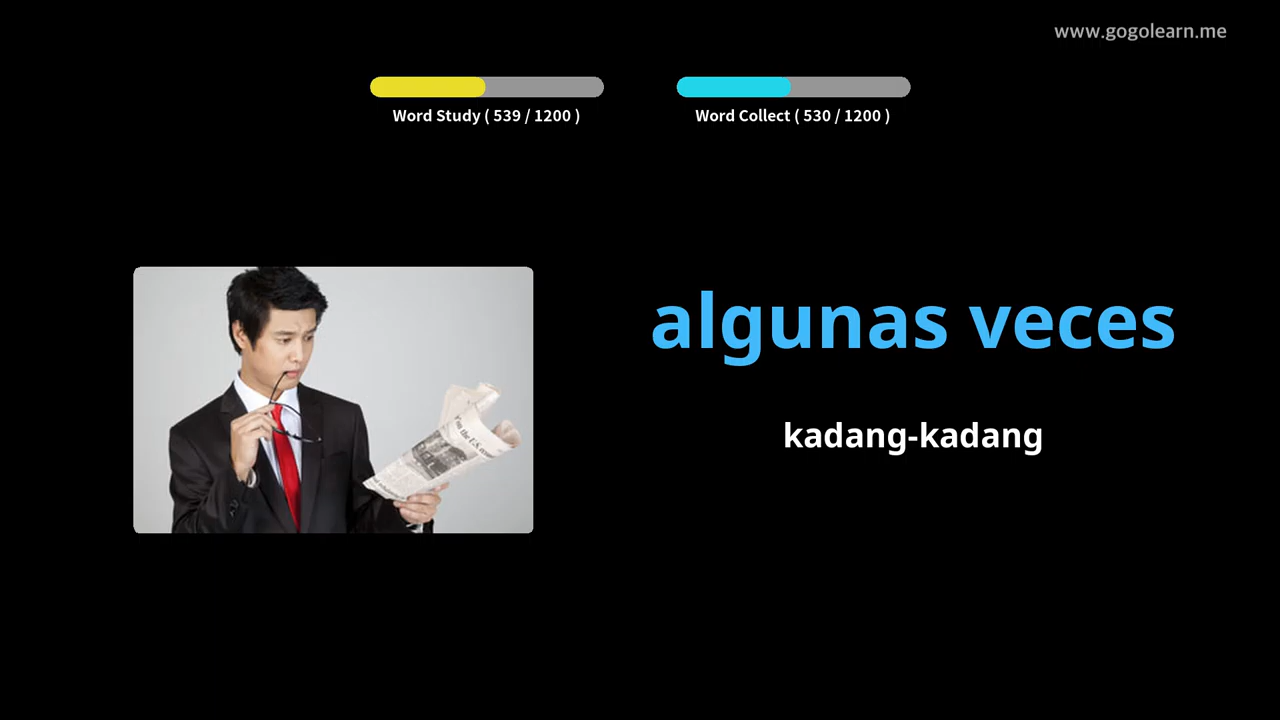 www.gogolearn.me
Word Study ( 539 / 1200 )
Word Collect ( 530 / 1200 )
algunas veces
kadang-kadang